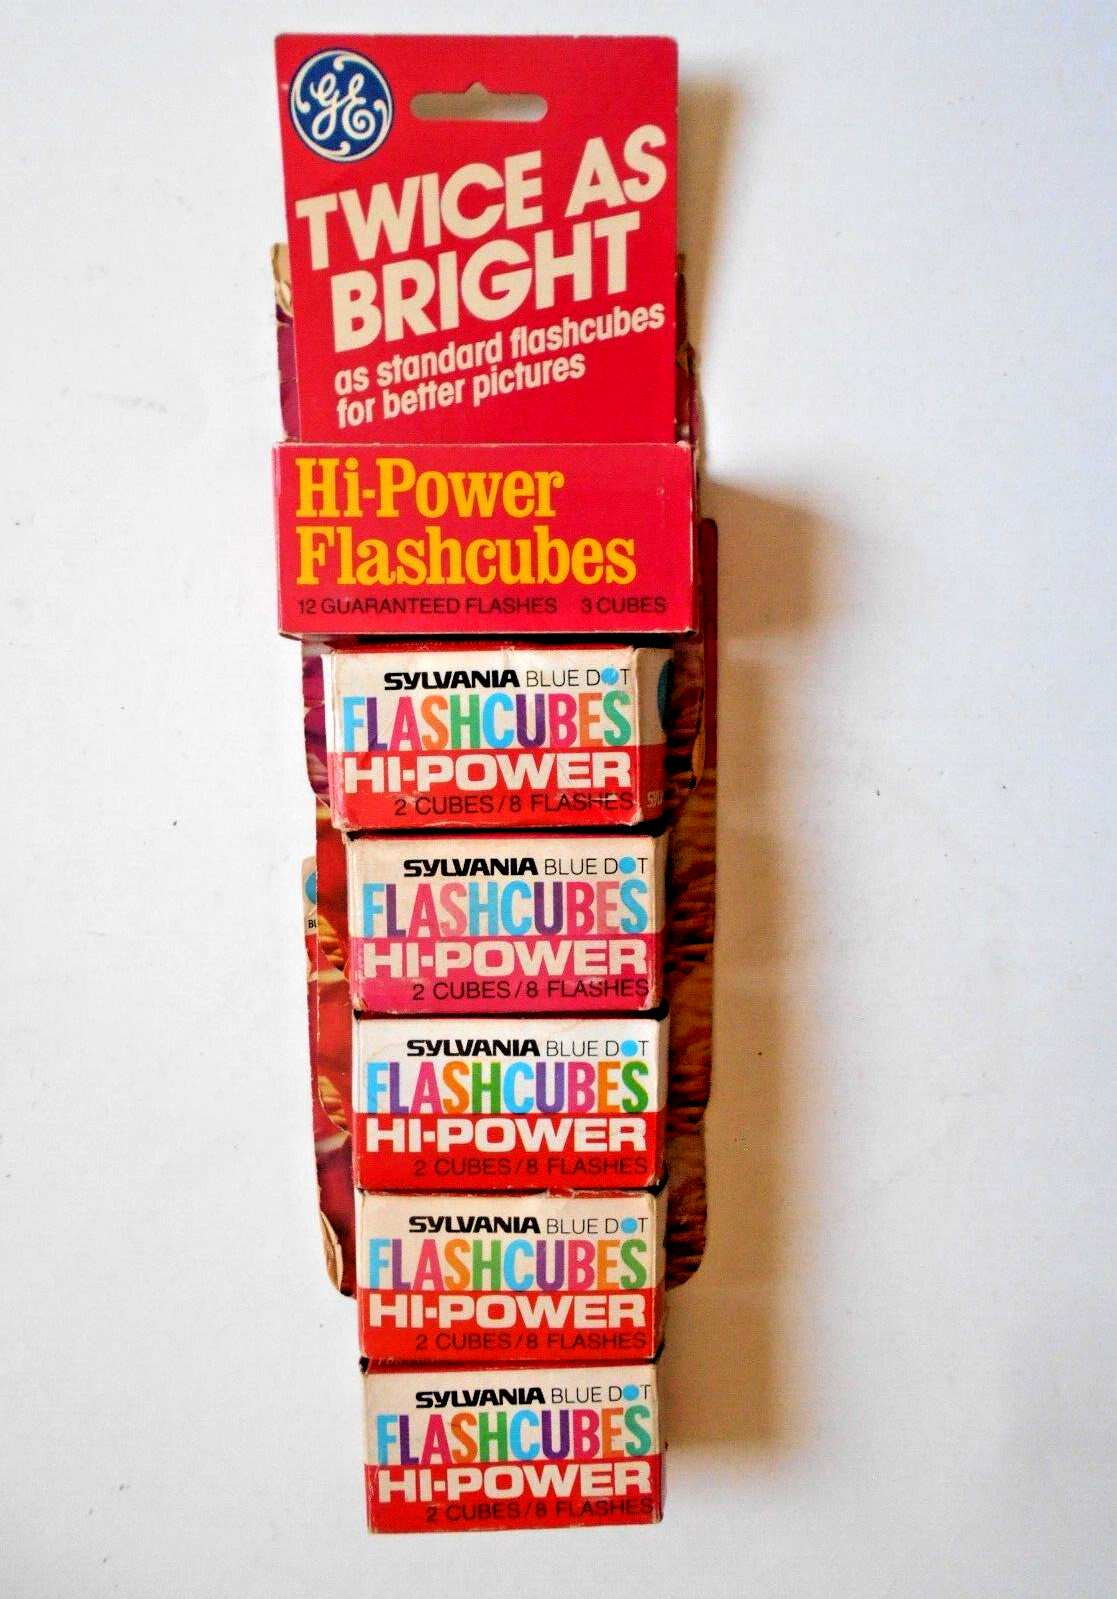 GE
TWICE AS
BRIGHT
as standard flashcubes
for better pictures
Hi-Power
Flashcubes
12 GUARANTEED FLASHES 3 CUBES
SYLVANIA BLUE DOT
FLASHCUBES
HI-POWER
2 CUBES/8 FLASHES
SYLVANIA BLUE DOT
FLASHCUBES
HI-POWER
2 CUBES/8 FLASHES
SYLVANIA BLUE DOT
FLASHCUBES
HI-POWER
2 CUBES/8 FLASHES
SYLVANIA BLUE DOT
FLASHCUBES
HI-POWER
2 CUBES/8 FLASHES
SYLVANIA BLUE DOT
FLASHCUBES
HI-POWER
2 CUBES/8 FLASHES